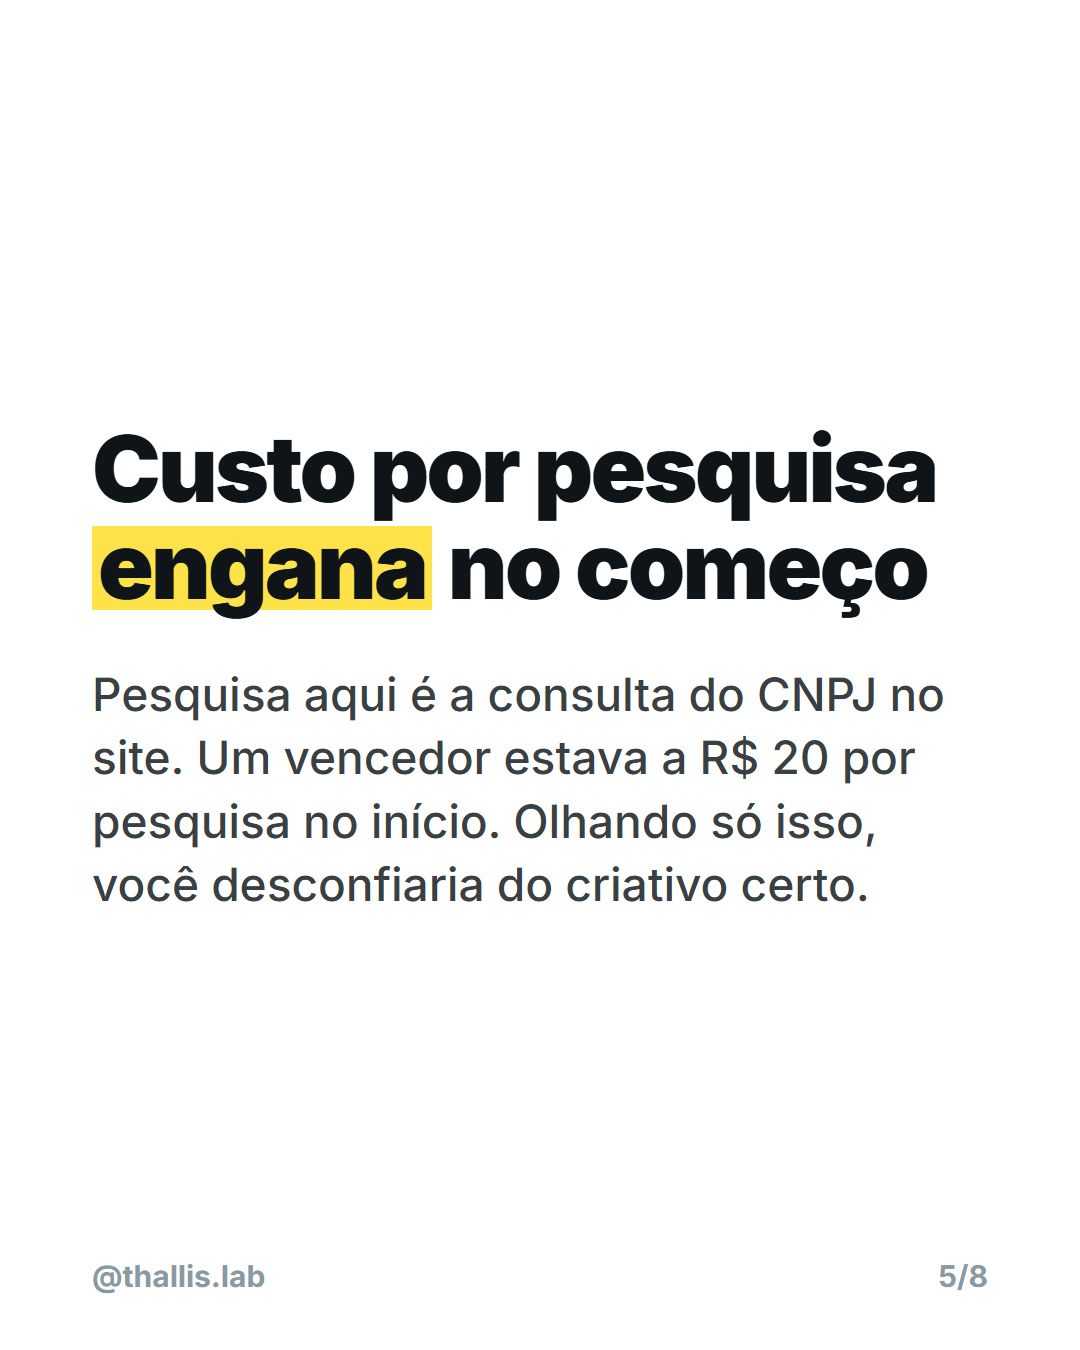 Custo por pesquisa
engana no começo
Pesquisa aqui é a consulta do CNPJ no
site. Um vencedor estava a R$ 20 por
pesquisa no início. Olhando só isso,
você desconfiaria do criativo certo.
@thallis.lab
5/8